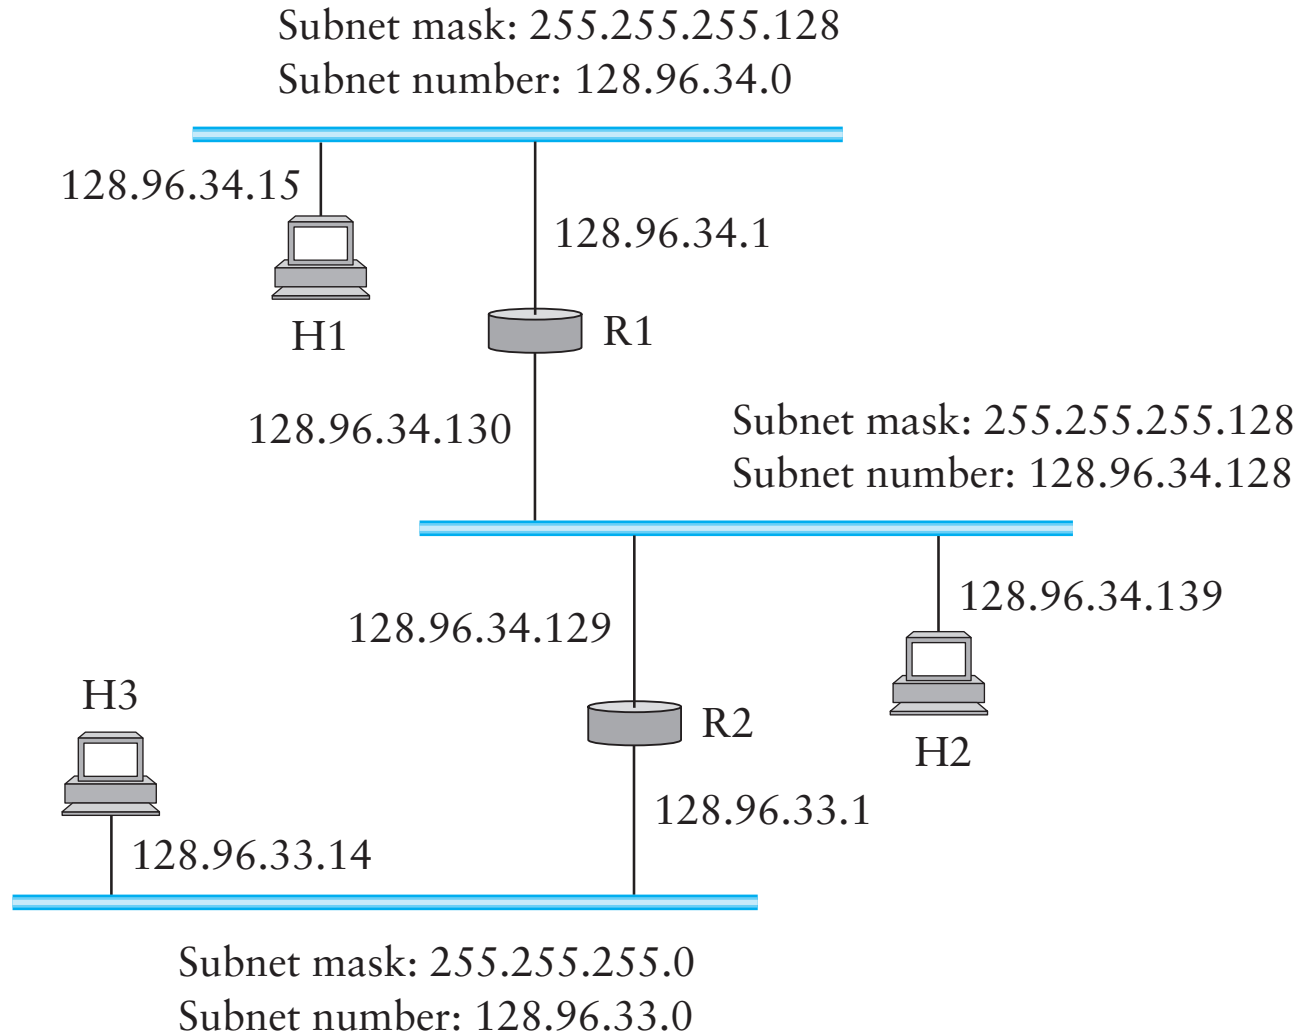 Subnet mask: 255.255.255.128
Subnet number: 128.96.34.0
128.96.34.15
128.96.34.1
H1
R1
128.96.34.130
Subnet mask: 255.255.255.128
Subnet number: 128.96.34.128
128.96.34.139
128.96.34.129
H3
R2
H2
128.96.33.1
128.96.33.14
Subnet mask: 255.255.255.0
Subnet number: 128.96.33.0